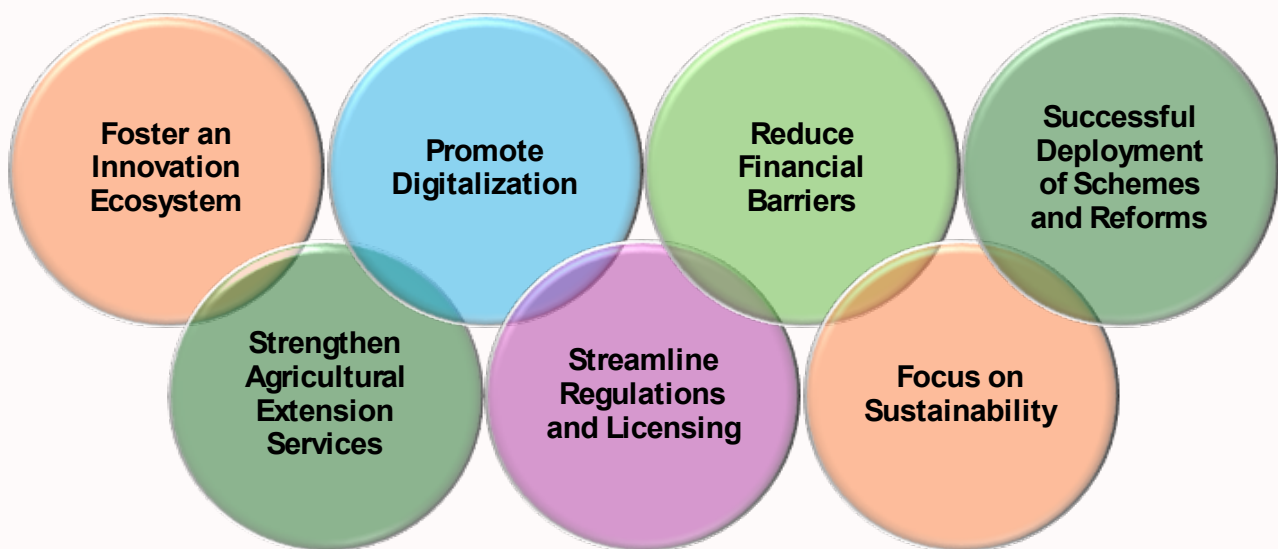 Foster an
Innovation
Ecosystem
Promote
Digitalization
Reduce
Financial
Barriers
Successful
Deployment
of Schemes
and Reforms
Strengthen
Agricultural
Extension
Services
Streamline
Regulations
and Licensing
Focus on
Sustainability